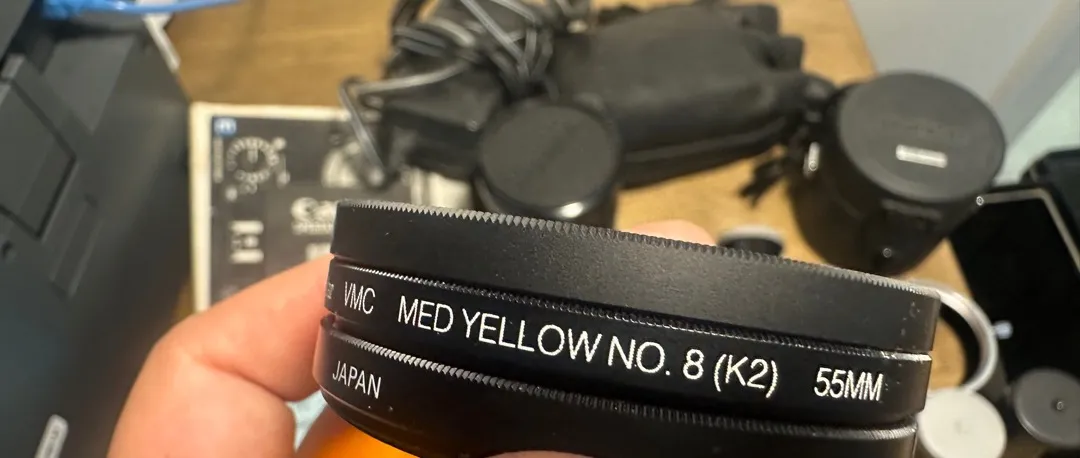 VMC MED YELLOW NO. 8 (K2) 55MM
JAPAN